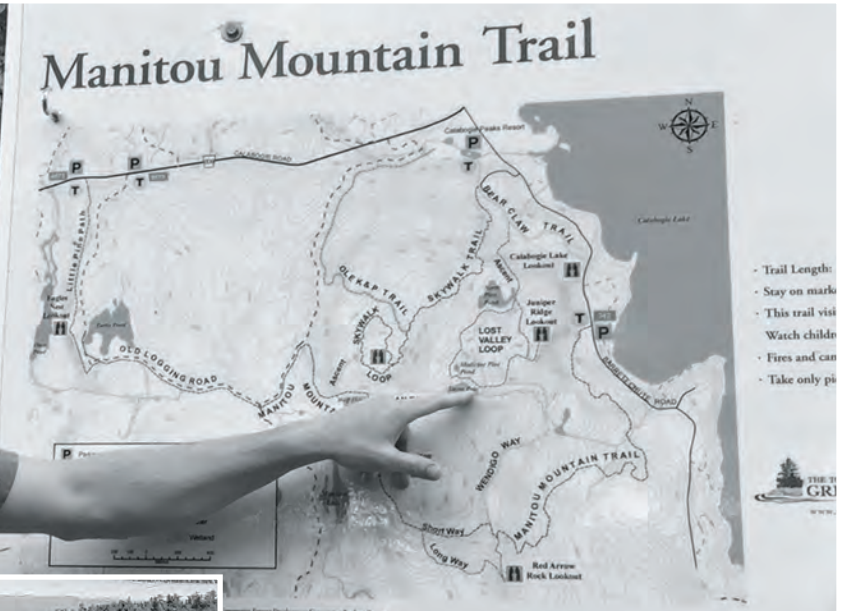 Manitou Mountain Trail
N
W
E
S
Calabogie Peaks Resort
P
T
CALABOGIE ROAD
P
T
P
T
Little Pine Path
BEAR CLAW TRAIL
Calabogie Lake
Calabogie Lake
Lookout
Ascent
SKYWALK TRAIL
OLE K&P TRAIL
Eagles
Nest
Lookout
OLD LOGGING ROAD
SKYWALK
LOOP
Ascent
LOST
VALLEY
LOOP
Juniper
Ridge
Lookout
T
P
BARRETT CHUTE ROAD
MANITOU
WENDIGO WAY
MANITOU MOUNTAIN TRAIL
Short Way
Long Way
Red Arrow
Rock Lookout
P
Wetland
· Trail Length:
· Stay on mark
· This trail visi
Watch childr
· Fires and can
· Take only pi
THE T
GR